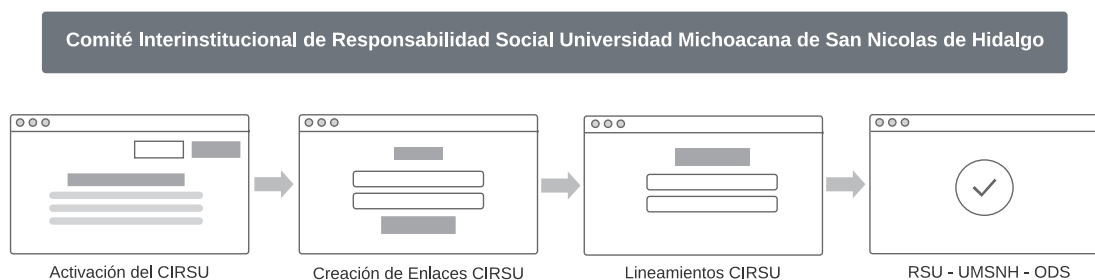 Comité Interinstitucional de Responsabilidad Social Universidad Michoacana de San Nicolas de Hidalgo
Activación del CIRSU
Creación de Enlaces CIRSU
Lineamientos CIRSU
RSU - UMSNH - ODS